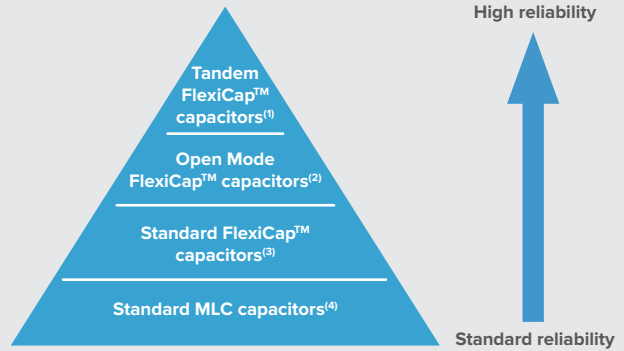 High reliability
Tandem
FlexiCap™
capacitors(1)
Open Mode
FlexiCap™ capacitors(2)
Standard FlexiCap™
capacitors(3)
Standard MLC capacitors(4)
Standard reliability